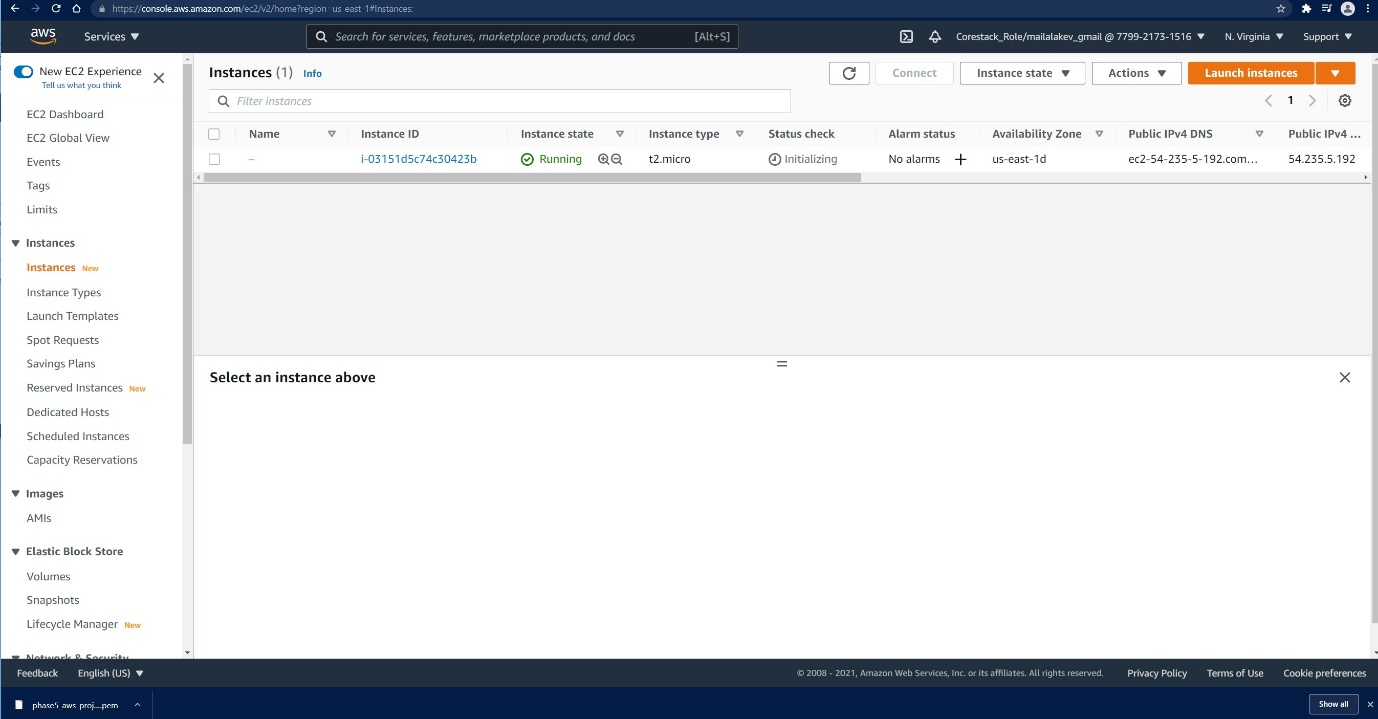 https://console.aws.amazon.com/ec2/v2/home?region=us-east-1#Instances:
aws
Services
Search for services, features, marketplace products, and docs
[Alt+S]
Corestack_Role/mailalakev_gmail @ 7799-2173-1516
N. Virginia
Support
New EC2 Experience
Tell us what you think
EC2 Dashboard
EC2 Global View
Events
Tags
Limits
Instances
Instances New
Instance Types
Launch Templates
Spot Requests
Savings Plans
Reserved Instances New
Dedicated Hosts
Scheduled Instances
Capacity Reservations
Images
AMIs
Elastic Block Store
Volumes
Snapshots
Lifecycle Manager New
Network & Security
Instances (1) Info
Connect
Instance state
Actions
Launch instances
Filter instances
1
Name Instance ID Instance state Instance type Status check Alarm status Availability Zone Public IPv4 DNS Public IPv4 ...
– i-03151d5c74c30423b Running t2.micro Initializing No alarms + us-east-1d ec2-54-235-5-192.com... 54.235.5.192
Select an instance above
Feedback English (US) © 2008 - 2021, Amazon Web Services, Inc. or its affiliates. All rights reserved. Privacy Policy Terms of Use Cookie preferences
phase5_aws_proj....pem
Show all